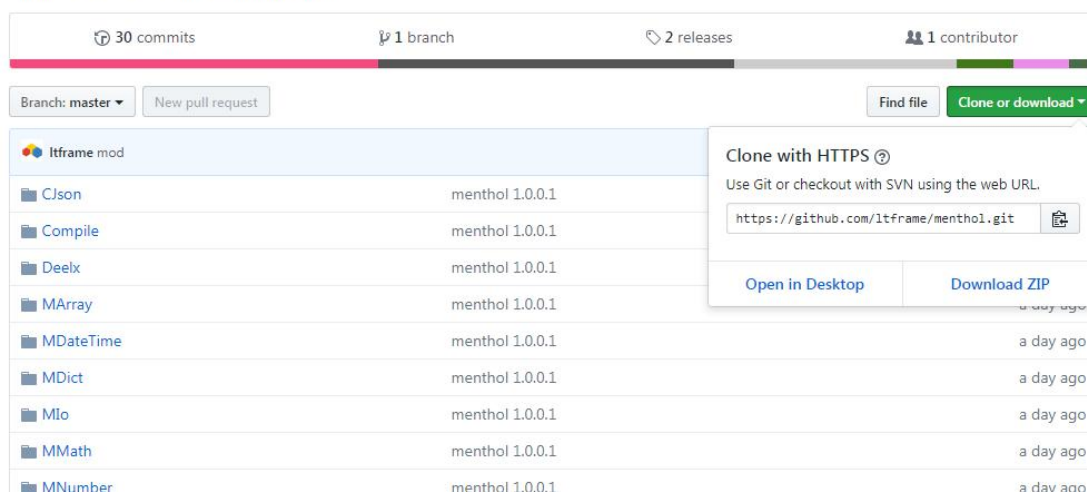 30 commits
1 branch
2 releases
1 contributor
Branch: master
New pull request
Find file
Clone or download
ltframe mod
Clone with HTTPS
Use Git or checkout with SVN using the web URL.
https://github.com/ltframe/menthol.git
Open in Desktop
Download ZIP
CJson menthol 1.0.0.1
Compile menthol 1.0.0.1
Deelx menthol 1.0.0.1
MArray menthol 1.0.0.1 a day ago
MDateTime menthol 1.0.0.1 a day ago
MDict menthol 1.0.0.1 a day ago
MIo menthol 1.0.0.1 a day ago
MMath menthol 1.0.0.1 a day ago
MNumber menthol 1.0.0.1 a day ago